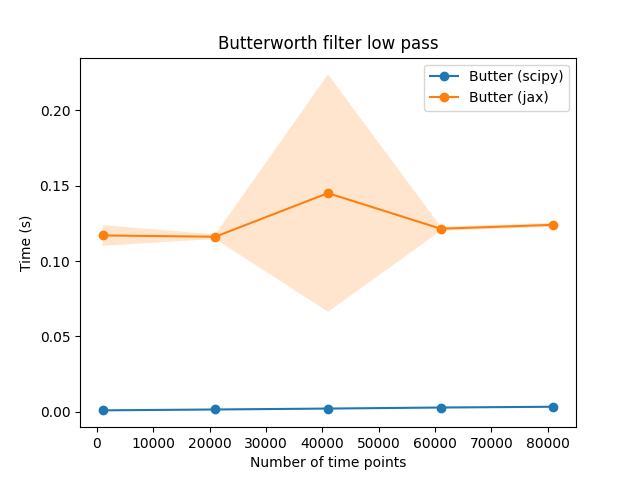 Butterworth filter low pass
Butter (scipy)
Butter (jax)
Time (s)
0.20
0.15
0.10
0.05
0.00
0 10000 20000 30000 40000 50000 60000 70000 80000
Number of time points